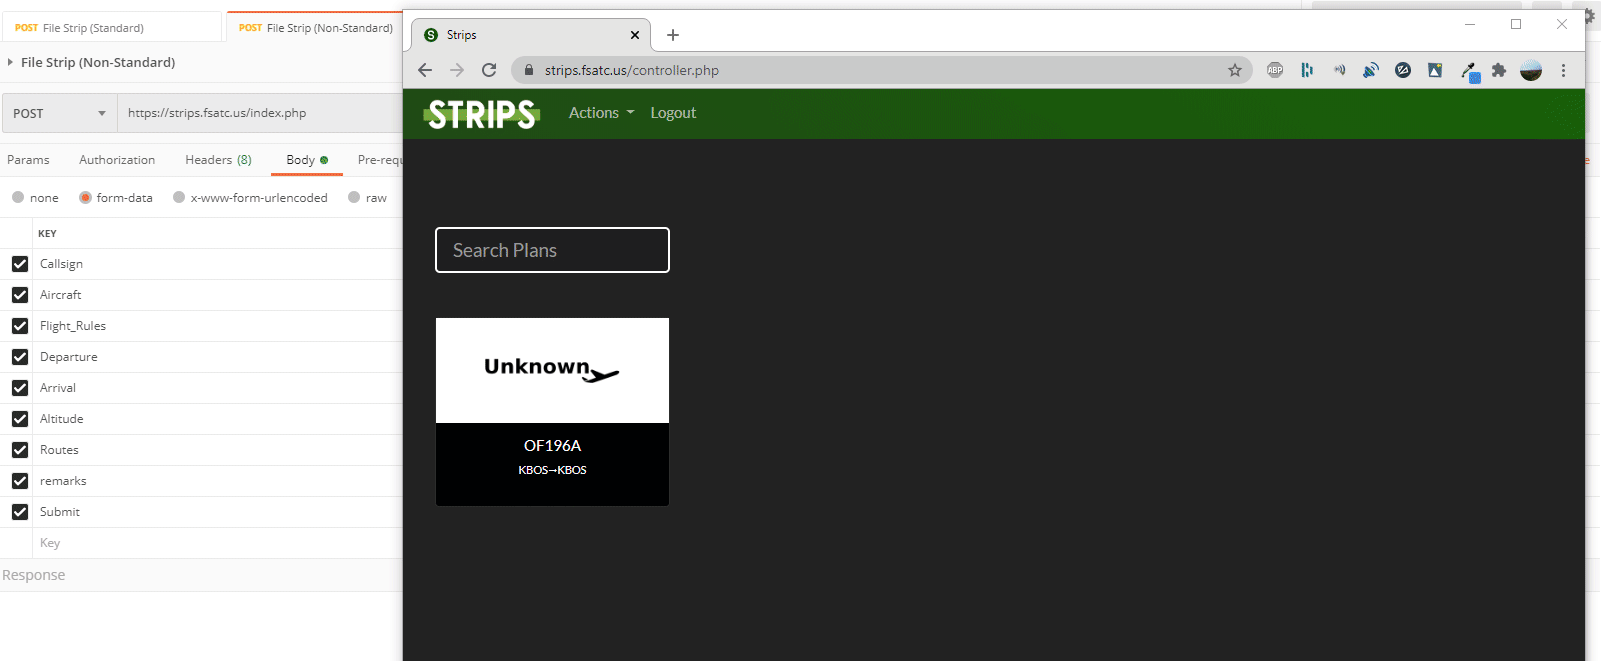 POST File Strip (Standard)
POST File Strip (Non-Standard)
File Strip (Non-Standard)
POST
https://strips.fsatc.us/index.php
Params Authorization Headers (8) Body Pre-requ
none form-data x-www-form-urlencoded raw
KEY
Callsign
Aircraft
Flight_Rules
Departure
Arrival
Altitude
Routes
remarks
Submit
Key
Response
S Strips
strips.fsatc.us/controller.php
ABP
STRIPS Actions Logout
Search Plans
Unknown
OF196A
KBOS→KBOS